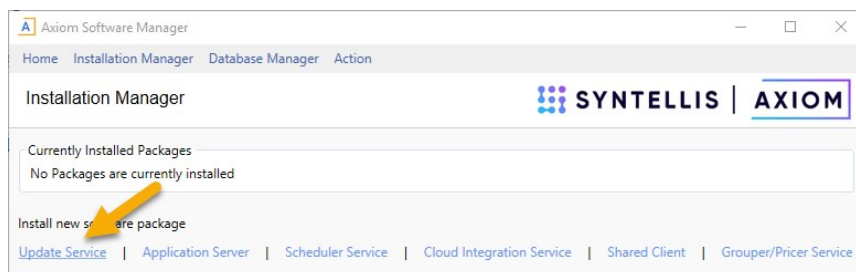 Axiom Software Manager
Home Installation Manager Database Manager Action
Installation Manager
SYNTELLIS | AXIOM
Currently Installed Packages
No Packages are currently installed
Install new software package
Update Service | Application Server | Scheduler Service | Cloud Integration Service | Shared Client | Grouper/Pricer Service